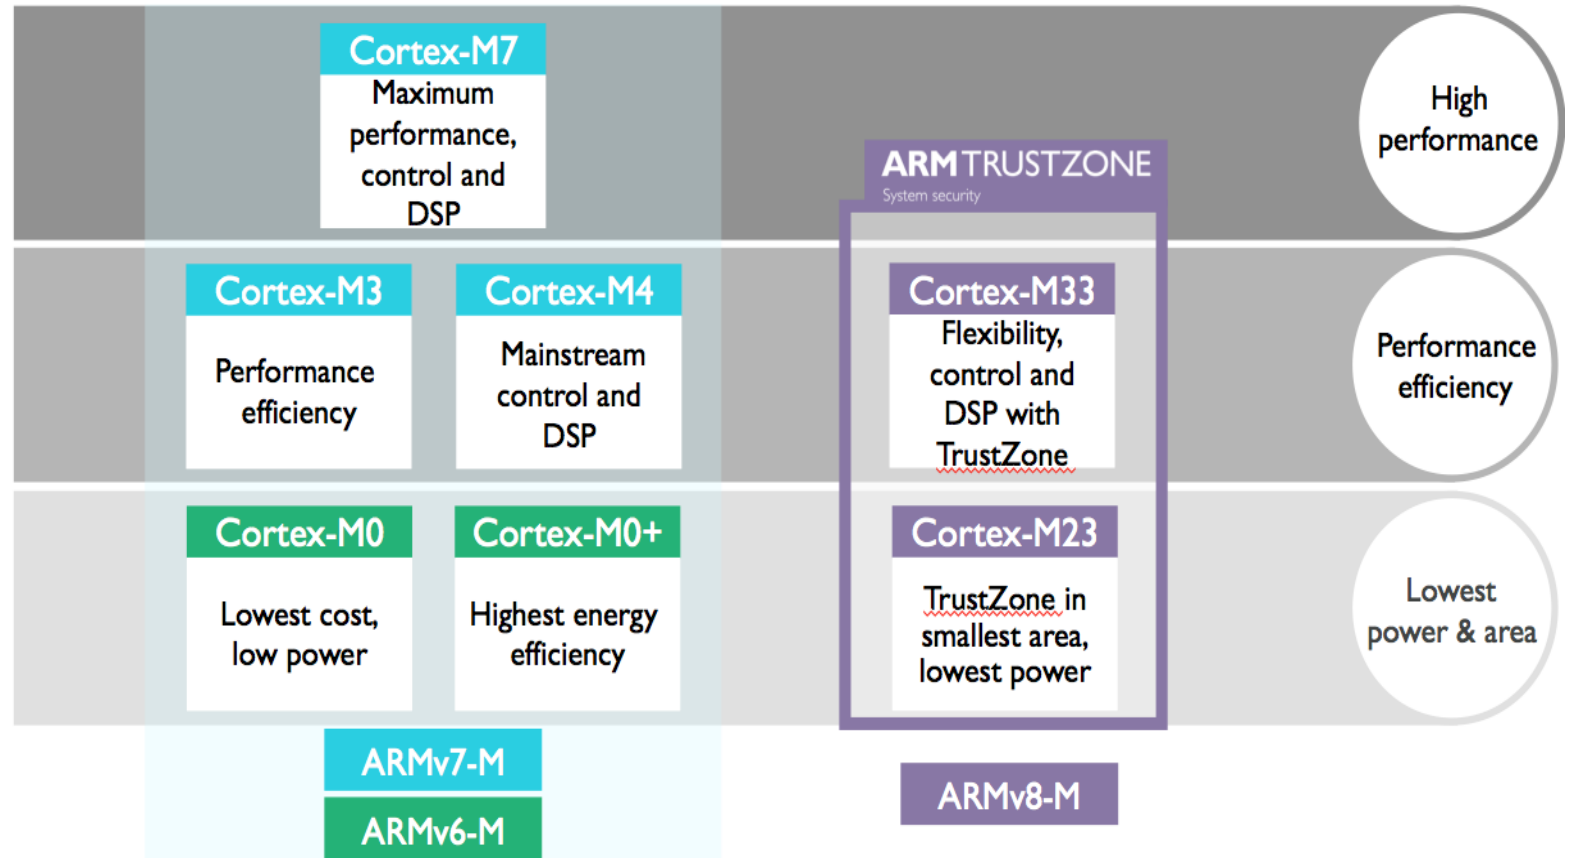 Cortex-M7
Maximum
performance,
control and
DSP
High
performance
ARMTRUSTZONE
System security
Cortex-M3
Performance
efficiency
Cortex-M4
Mainstream
control and
DSP
Cortex-M33
Flexibility,
control and
DSP with
TrustZone
Performance
efficiency
Cortex-M0
Lowest cost,
low power
Cortex-M0+
Highest energy
efficiency
Cortex-M23
TrustZone in
smallest area,
lowest power
Lowest
power & area
ARMv7-M
ARMv6-M
ARMv8-M